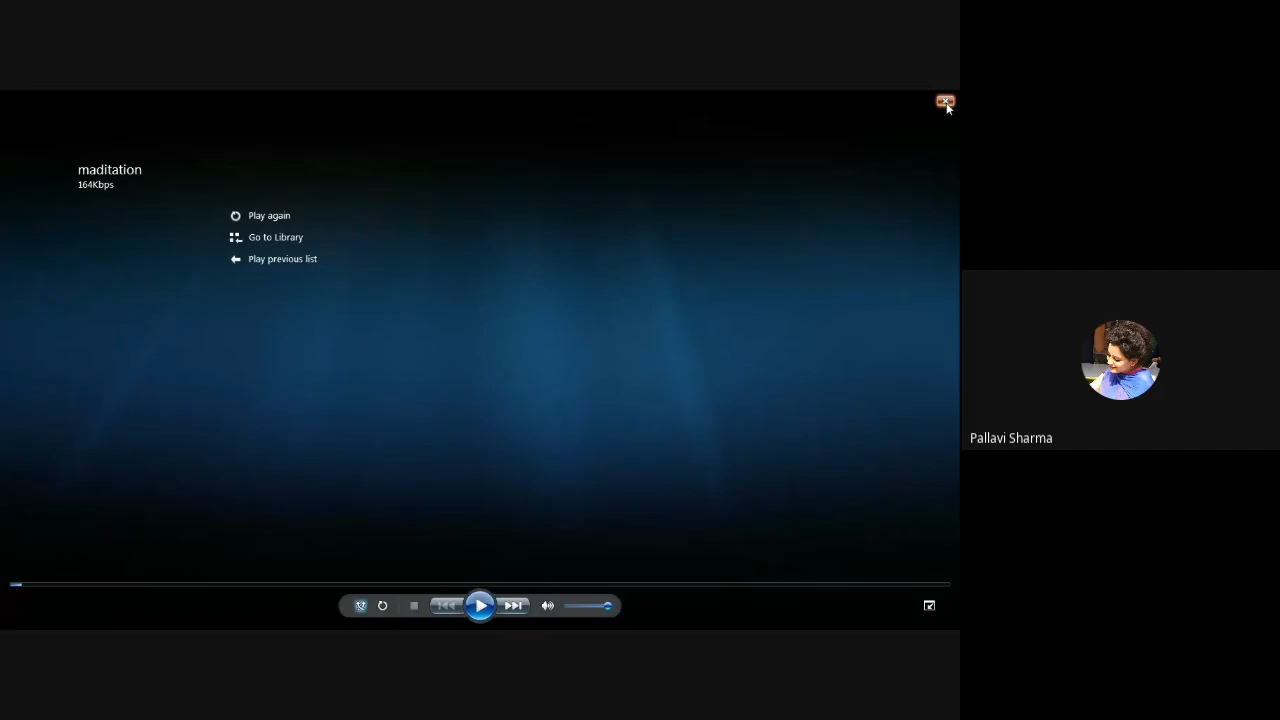 maditation
164Kbps
Play again
Go to Library
Play previous list
Pallavi Sharma